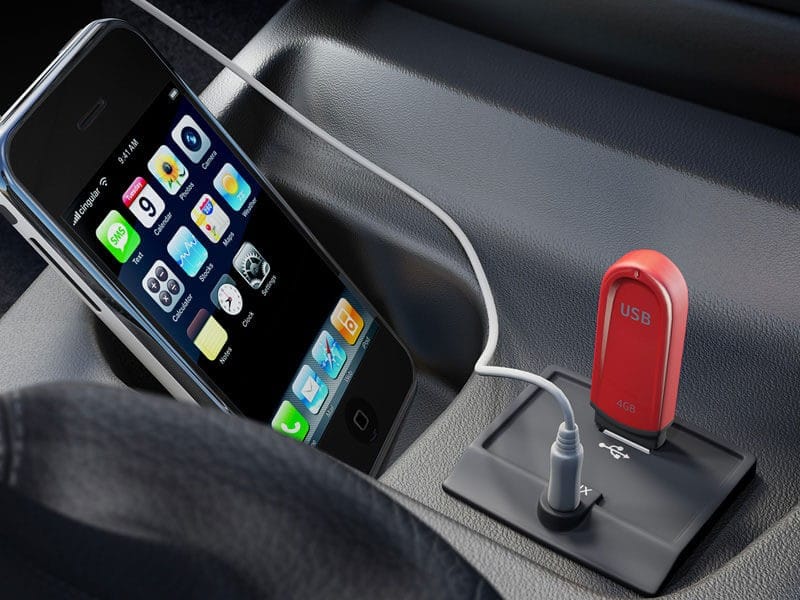 cingular
9:41 AM
SMS
Tuesday
9
Text
Calendar
Photos
Camera
Calculator
Stocks
Maps
Weather
Notes
Clock
Settings
iPod
USB
4GB